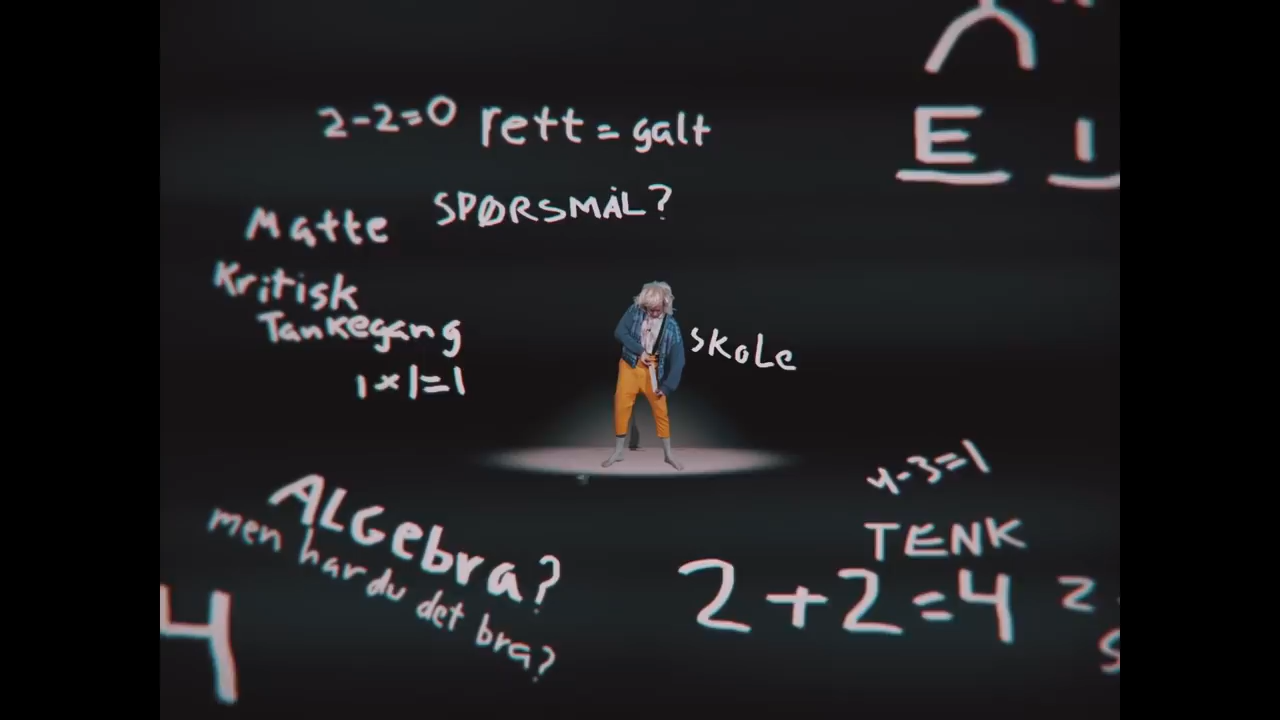 2-2=0 rett = galt
E I
SPØRSMÅL?
Matte
Kritisk
Tankegang
1×1=1
skole
4-3=1
TENK
2+2=4 2
ALGebra?
men har du det bra?
4